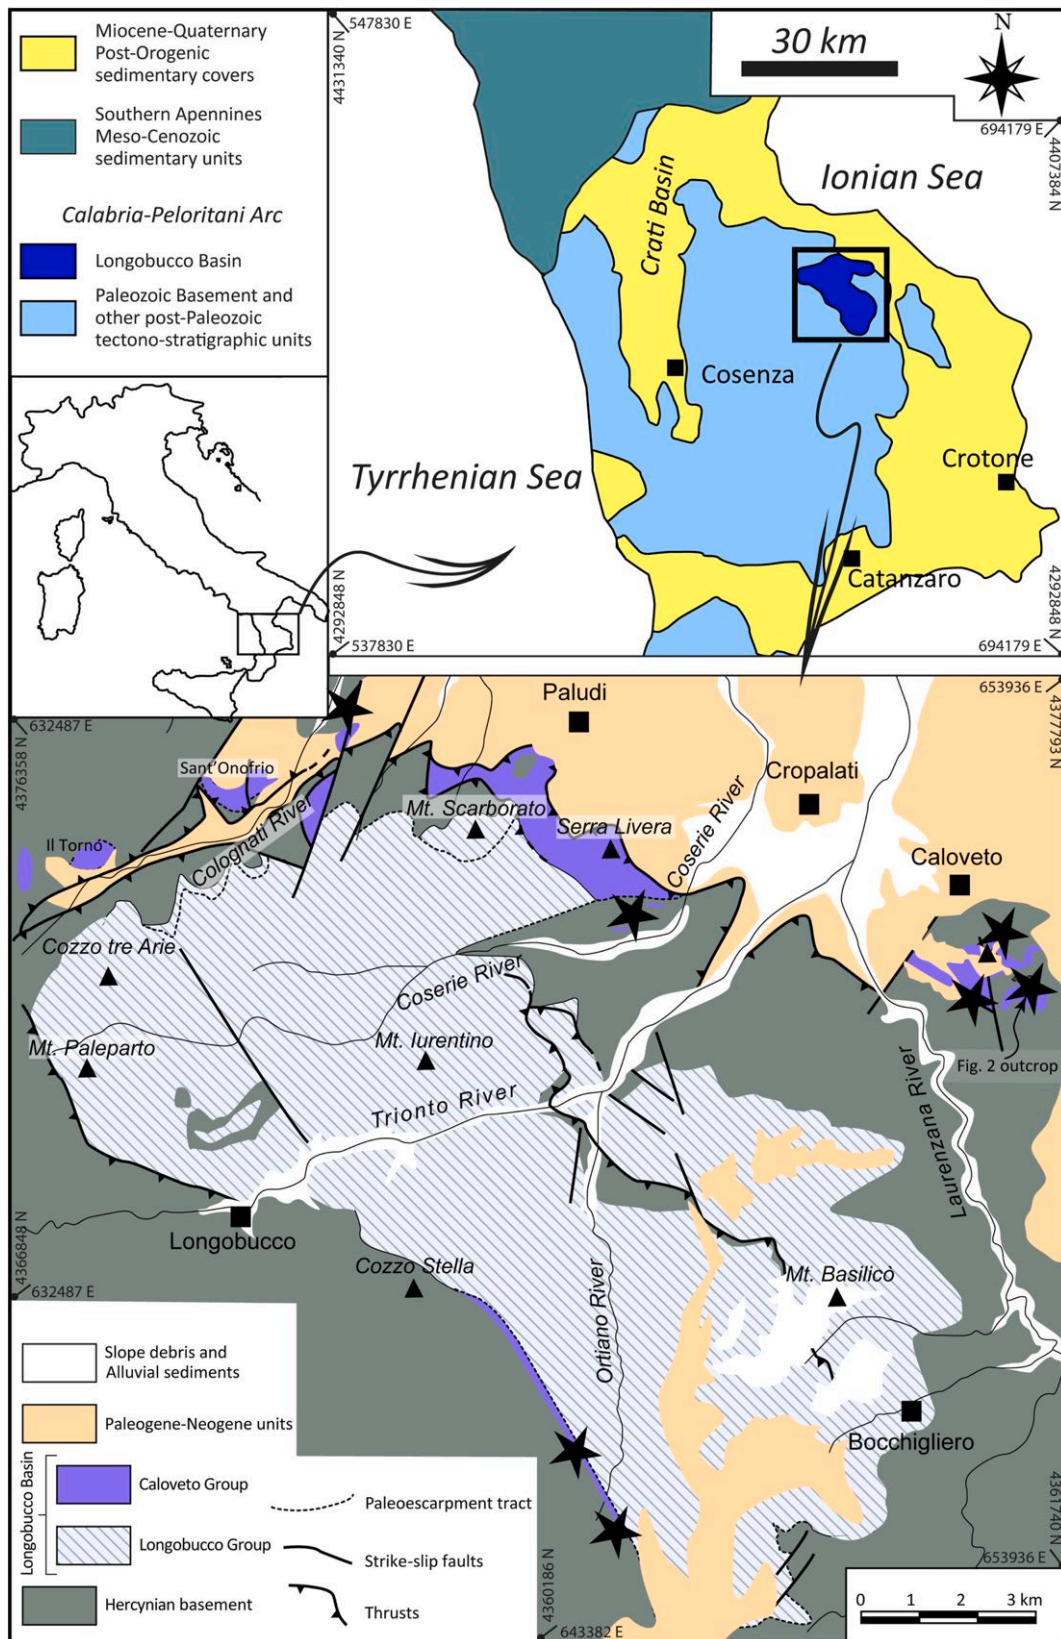 Miocene-Quaternary
Post-Orogenic
sedimentary covers
Southern Apennines
Meso-Cenozoic
sedimentary units
Calabria-Peloritani Arc
Longobucco Basin
Paleozoic Basement and
other post-Paleozoic
tectono-stratigraphic units
547830 E
4431340 N
30 km
N
694179 E
4407384 N
Ionian Sea
Crati Basin
Cosenza
Crotone
Tyrrhenian Sea
Catanzaro
4292848 N
537830 E
694179 E
4292848 N
632487 E
4376358 N
653936 E
4377793 N
Paludi
Sant'Onofrio
Cropalati
Mt. Scarborato
Colognati River
Serra Livera
Coserie River
Il Torno
Caloveto
Cozzo tre Arie
Coserie River
Mt. Paleparto
Mt. Iurentino
Fig. 2 outcrop
Trionto River
Laurenzana River
Longobucco
4366848 N
632487 E
Cozzo Stella
Ortiano River
Mt. Basilicò
Bocchigliero
Slope debris and
Alluvial sediments
Paleogene-Neogene units
Longobucco Basin
Caloveto Group
Longobucco Group
Hercynian basement
Paleoescarpment tract
Strike-slip faults
Thrusts
4361740 N
653936 E
4360186 N
643382 E
0 1 2 3 km